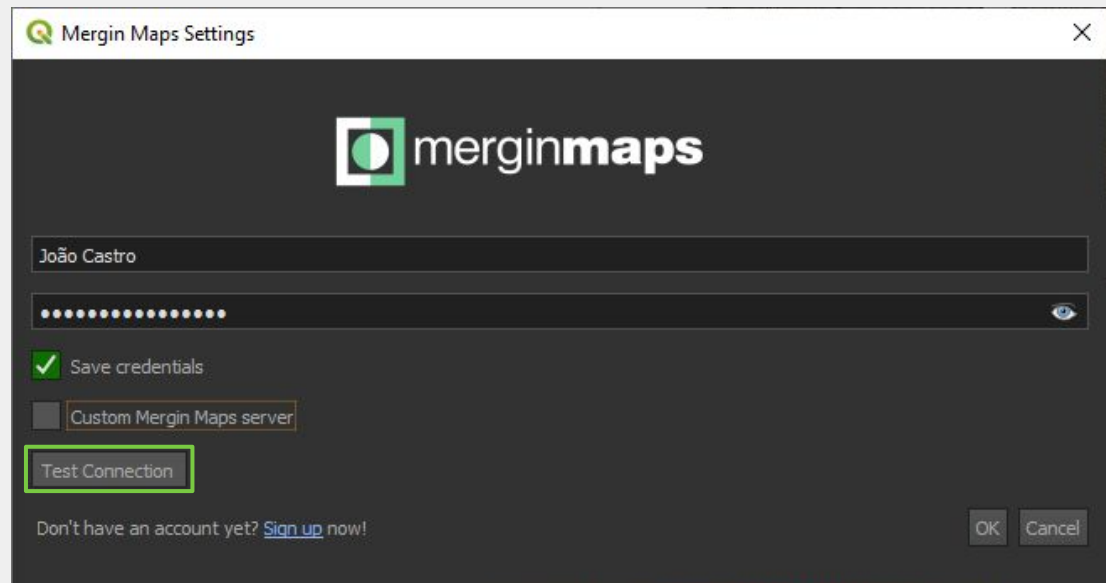 Mergin Maps Settings
merginmaps
João Castro
••••••••••••••••
Save credentials
Custom Mergin Maps server
Test Connection
Don't have an account yet? Sign up now!
OK Cancel